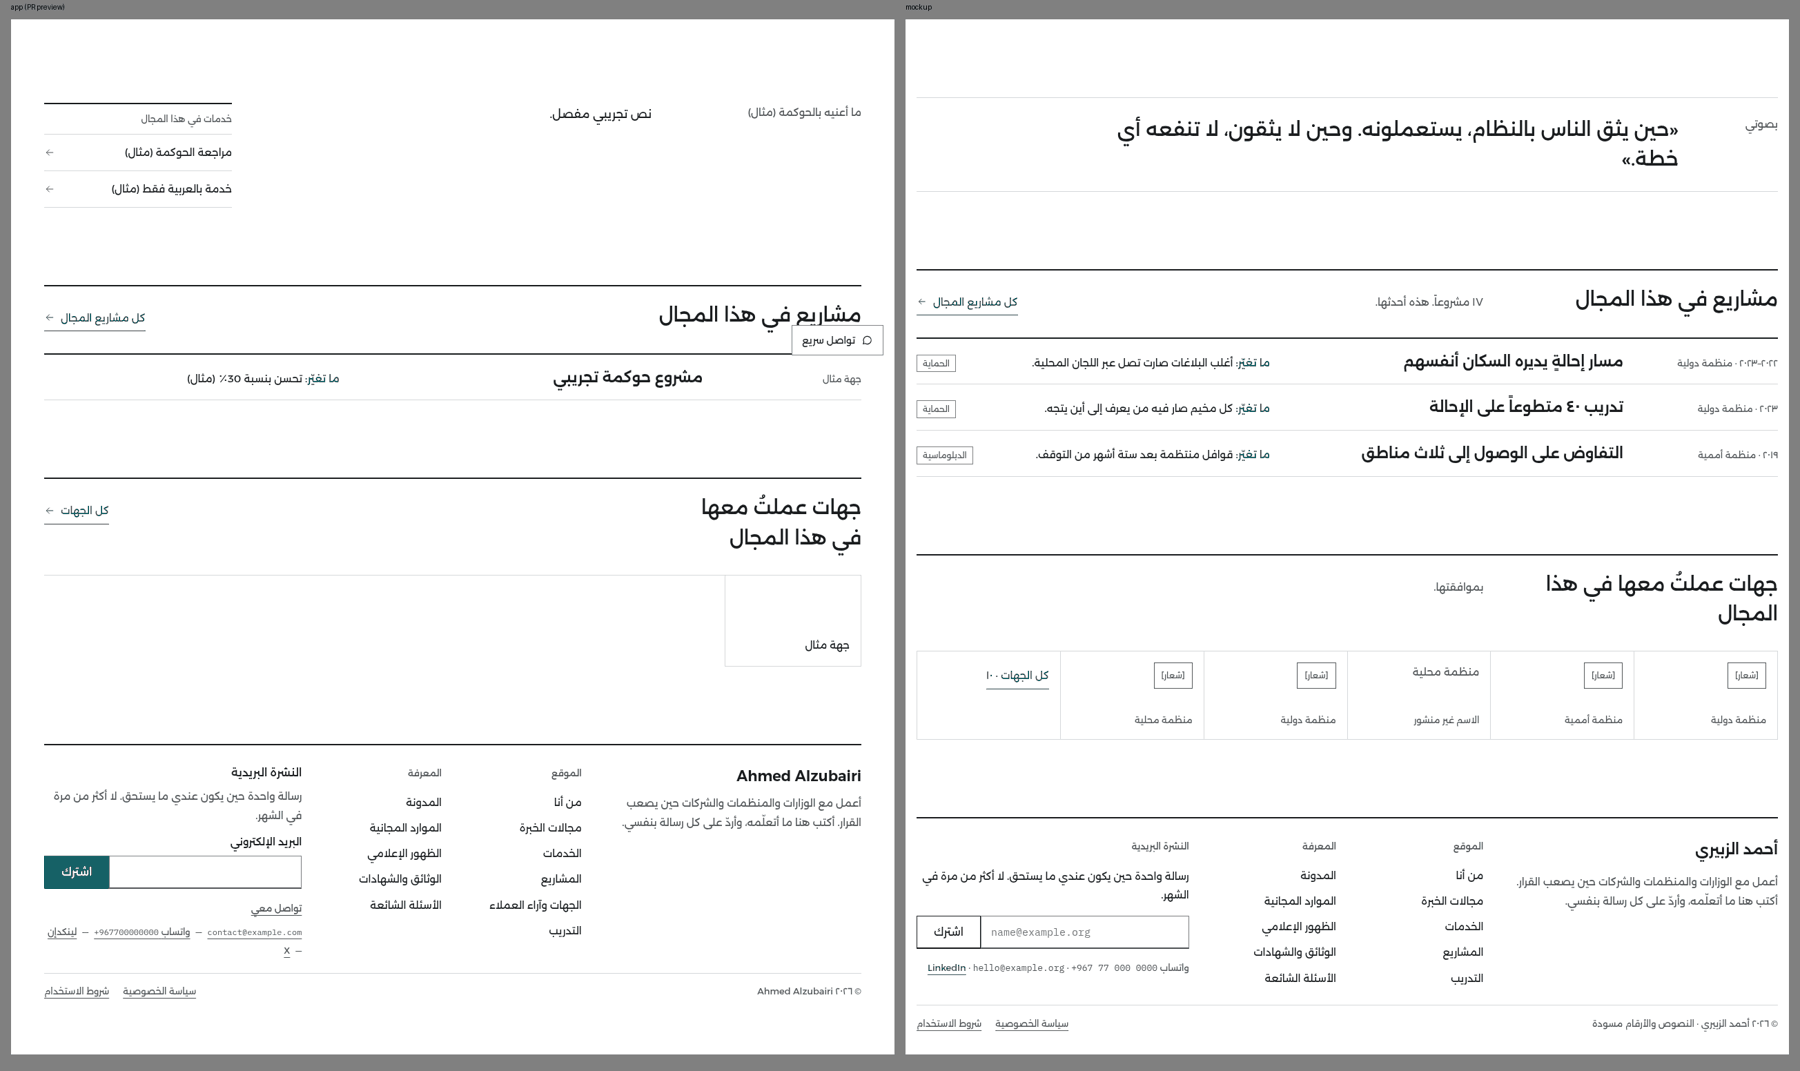 app (PR preview)
ما أعنيه بالحوكمة (مثال)
نص تجريبي مفصل.
خدمات في هذا المجال
مراجعة الحوكمة (مثال) ←
خدمة بالعربية فقط (مثال) ←
مشاريع في هذا المجال
كل مشاريع المجال ←
تواصل سريع
جهة مثال
مشروع حوكمة تجريبي
ما تغيّر: تحسن بنسبة 30٪ (مثال)
جهات عملتُ معها
في هذا المجال
كل الجهات ←
جهة مثال
Ahmed Alzubairi
أعمل مع الوزارات والمنظمات والشركات حين يصعب
القرار. أكتب هنا ما أتعلّمه، وأردّ على كل رسالة بنفسي.
الموقع
من أنا
مجالات الخبرة
الخدمات
المشاريع
الجهات وآراء العملاء
التدريب
المعرفة
المدونة
الموارد المجانية
الظهور الإعلامي
الوثائق والشهادات
الأسئلة الشائعة
النشرة البريدية
رسالة واحدة حين يكون عندي ما يستحق. لا أكثر من مرة
في الشهر.
البريد الإلكتروني
اشترك
تواصل معي
contact@example.com — واتساب +967700000000 — لينكدإن
— X
© ٢٠٢٦ Ahmed Alzubairi
سياسة الخصوصية
شروط الاستخدام
mockup
بصوتي
«حين يثق الناس بالنظام، يستعملونه. وحين لا يثقون، لا تنفعه أي
خطة.»
مشاريع في هذا المجال
١٧ مشروعاً. هذه أحدثها.
كل مشاريع المجال ←
٢٠٢٢–٢٠٢٣ · منظمة دولية
مسار إحالةٍ يديره السكان أنفسهم
ما تغيّر: أغلب البلاغات صارت تصل عبر اللجان المحلية.
الحماية
٢٠٢٣ · منظمة دولية
تدريب ٤٠ متطوعاً على الإحالة
ما تغيّر: كل مخيم صار فيه من يعرف إلى أين يتجه.
الحماية
٢٠١٩ · منظمة أممية
التفاوض على الوصول إلى ثلاث مناطق
ما تغيّر: قوافل منتظمة بعد ستة أشهر من التوقف.
الدبلوماسية
جهات عملتُ معها في هذا
المجال
بموافقتها.
[شعار]
منظمة دولية
[شعار]
منظمة أممية
منظمة محلية
الاسم غير منشور
[شعار]
منظمة دولية
[شعار]
منظمة محلية
كل الجهات · ١٠٠
أحمد الزبيري
أعمل مع الوزارات والمنظمات والشركات حين يصعب القرار.
أكتب هنا ما أتعلّمه، وأردّ على كل رسالة بنفسي.
الموقع
من أنا
مجالات الخبرة
الخدمات
المشاريع
التدريب
المعرفة
المدونة
الموارد المجانية
الظهور الإعلامي
الوثائق والشهادات
الأسئلة الشائعة
النشرة البريدية
رسالة واحدة حين يكون عندي ما يستحق. لا أكثر من مرة في
الشهر.
name@example.org
اشترك
واتساب +967 77 000 0000 · hello@example.org · LinkedIn
© ٢٠٢٦ أحمد الزبيري · النصوص والأرقام مسودة
سياسة الخصوصية
شروط الاستخدام